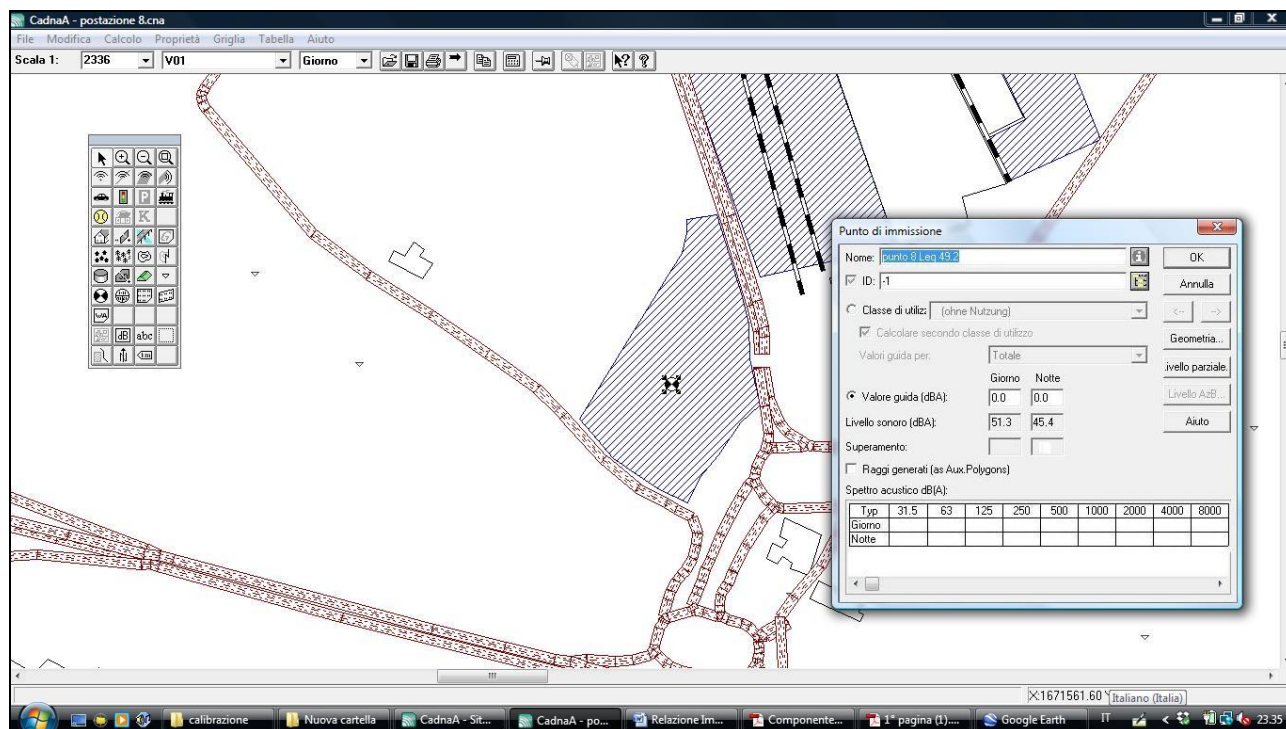 CadnaA - postazione 8.cna
File Modifica Calcolo Proprietà Griglia Tabella Aiuto
Scala 1: 2336 V01 Giorno
Punto di immissione
Nome: punto 8 Leq 49.2
OK
ID: -1
Annulla
Classe di utiliz: (ohne Nutzung)
<-- -->
Calcolare secondo classe di utilizzo
Geometria...
Valori guida per: Totale
ivello parziale.
Giorno Notte
Valore guida (dBA): 0.0 0.0
Livello AzB...
Livello sonoro (dBA): 51.3 45.4
Aiuto
Superamento:
Raggi generati (as Aux.Polygons)
Spettro acustico dB(A):
Typ 31.5 63 125 250 500 1000 2000 4000 8000
Giorno
Notte
P
K
dB abc
X:1671561.60 Y
Italiano (Italia)
calibrazione Nuova cartella CadnaA - Sit... CadnaA - po... Relazione Im... Componente... 1° pagina (1).... Google Earth IT 23.35